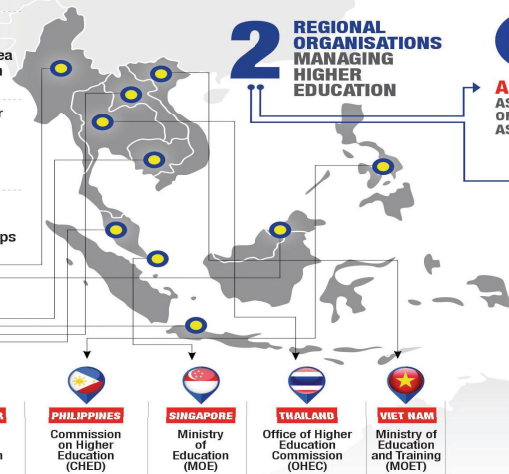 2
REGIONAL
ORGANISATIONS
MANAGING
HIGHER
EDUCATION
PHILIPPINES
Commission
on Higher
Education
(CHED)
SINGAPORE
Ministry
of
Education
(MOE)
THAILAND
Office of Higher
Education
Commission
(OHEC)
VIET NAM
Ministry of
Education
and Training
(MOET)